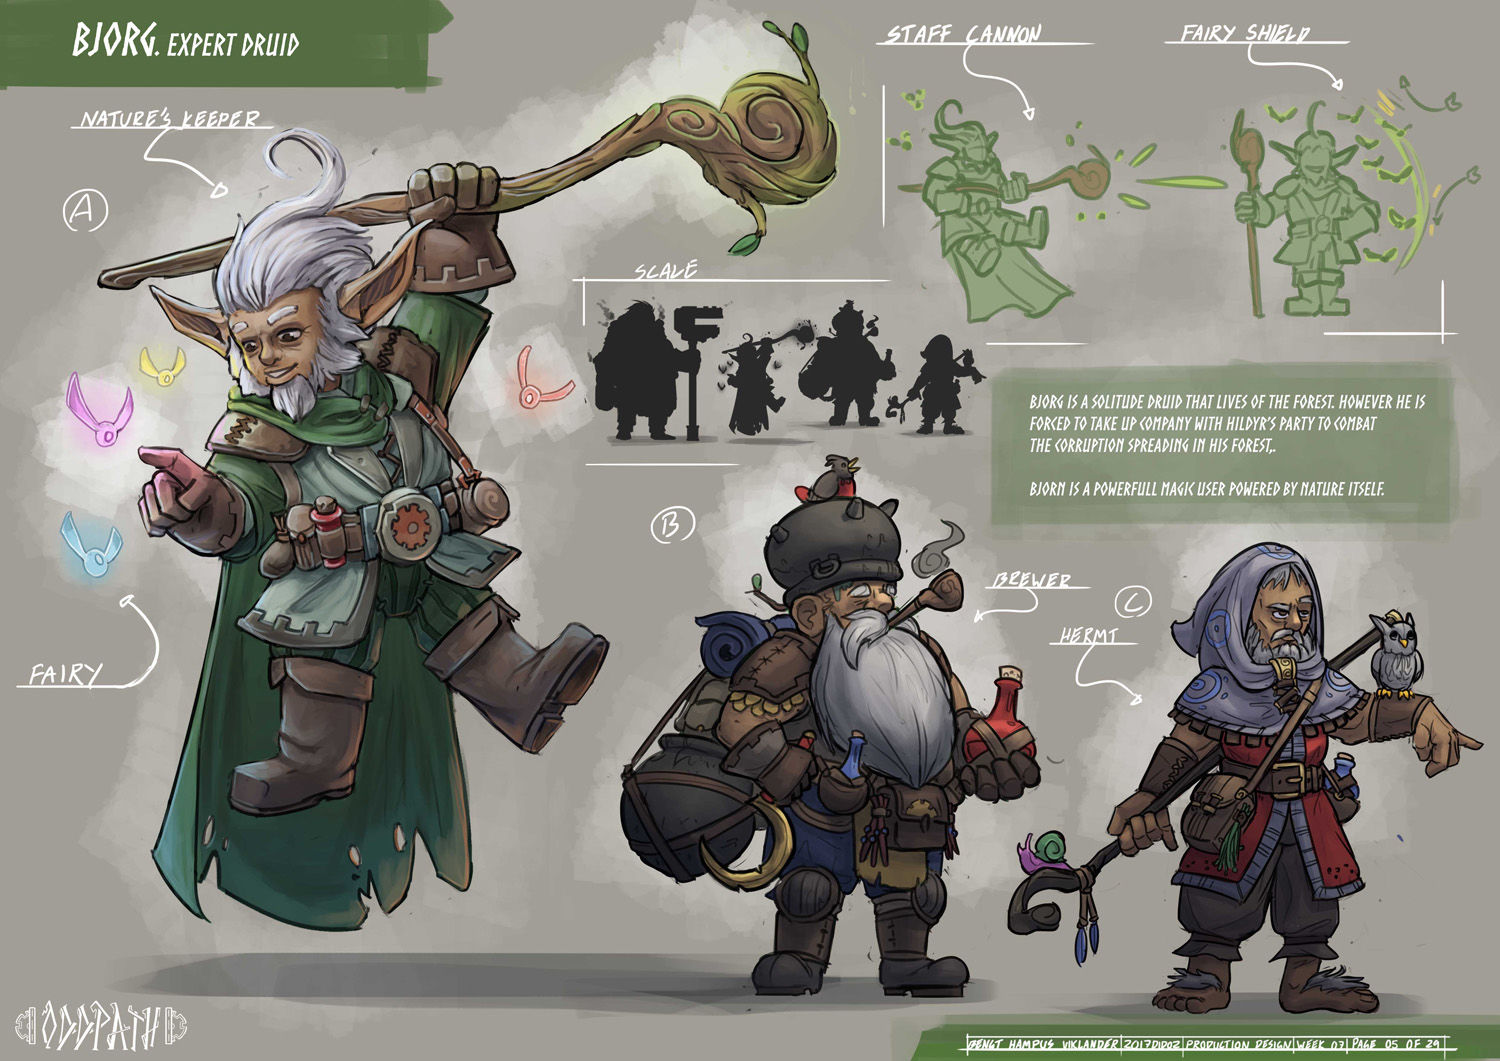 BJORG. EXPERT DRUID
NATURE'S KEEPER
A
FAIRY
STAFF CANNON
FAIRY SHIELD
SCALE
BJORG IS A SOLITUDE DRUID THAT LIVES OF THE FOREST. HOWEVER HE IS
FORCED TO TAKE UP COMPANY WITH HILDYR'S PARTY TO COMBAT
THE CORRUPTION SPREADING IN HIS FOREST,.
BJORN IS A POWERFULL MAGIC USER POWERED BY NATURE ITSELF.
B
BREWER
C
HERMT
ODDPATH
BENGT HAMPUS VIKLANDER|2017DIP02|PRODUCTION DESIGN|WEEK 07|PAGE 05 OF 29|